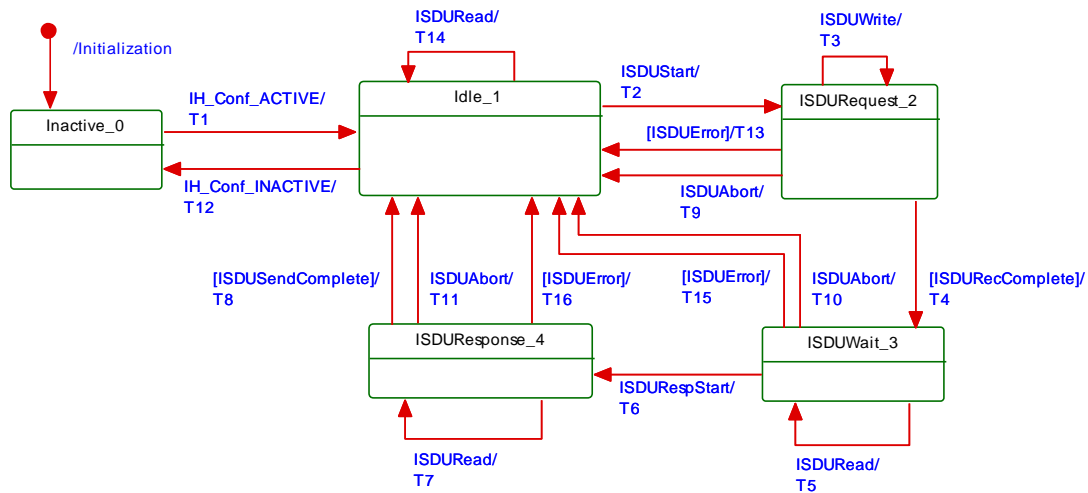 ISDURead/
T14
ISDUWrite/
T3
/Initialization
ISDUStart/
T2
Idle_1
ISDURequest_2
IH_Conf_ACTIVE/
T1
Inactive_0
[ISDUError]/T13
IH_Conf_INACTIVE/
T12
ISDUAbort/
T9
[ISDUSendComplete]/
T8
ISDUAbort/
T11
[ISDUError]/
T16
[ISDUError]/
T15
ISDUAbort/
T10
[ISDURecComplete]/
T4
ISDUResponse_4
ISDUWait_3
ISDURespStart/
T6
ISDURead/
T7
ISDURead/
T5